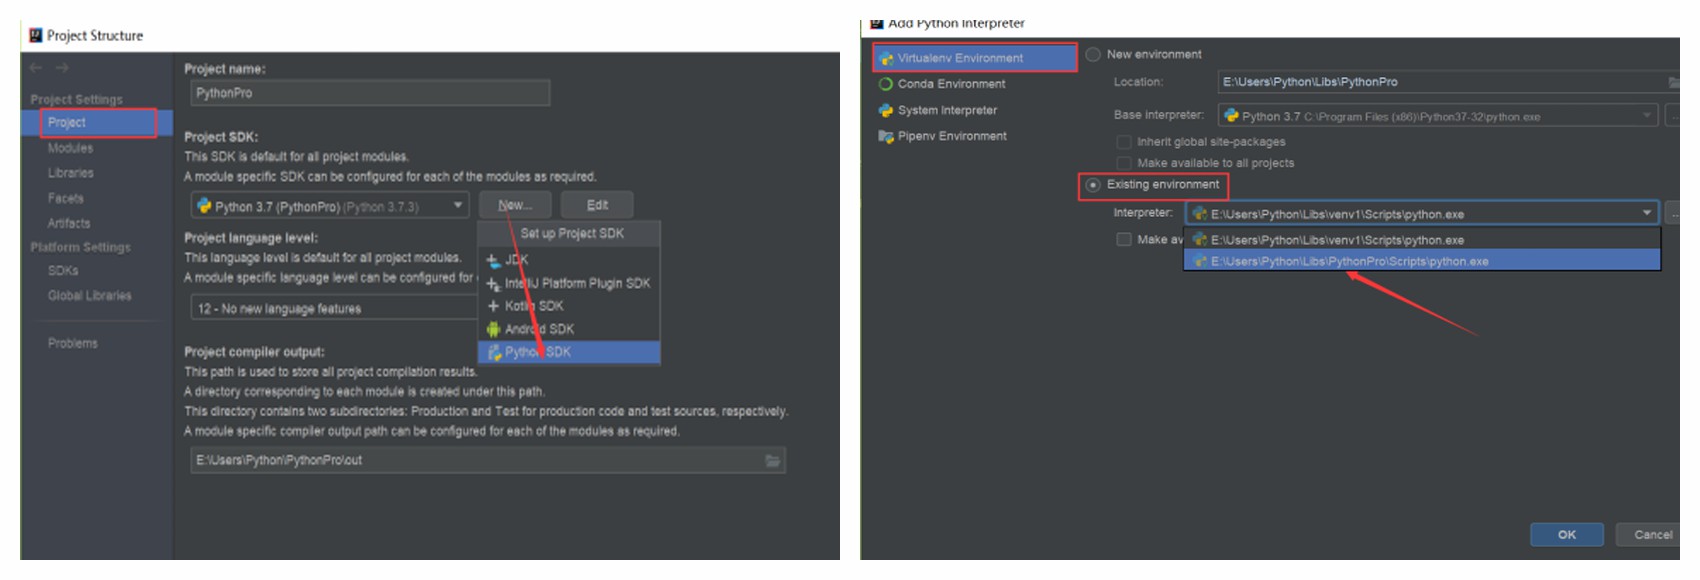 Project Structure
Project Settings
Project
Modules
Libraries
Facets
Artifacts
Platform Settings
SDKs
Global Libraries
Problems
Project name:
PythonPro
Project SDK:
This SDK is default for all project modules.
A module specific SDK can be configured for each of the modules as required.
Python 3.7 (PythonPro) (Python 3.7.3)
New...
Edit
Set up Project SDK
JDK
IntelliJ Platform Plugin SDK
Kotlin SDK
Android SDK
Python SDK
Project language level:
This language level is default for all project modules.
A module specific language level can be configured for
12 - No new language features
Project compiler output:
This path is used to store all project compilation results.
A directory corresponding to each module is created under this path.
This directory contains two subdirectories: Production and Test for production code and test sources, respectively.
A module specific compiler output path can be configured for each of the modules as required.
E:\Users\Python\PythonPro\out
Add Python Interpreter
Virtualenv Environment
Conda Environment
System Interpreter
Pipenv Environment
New environment
Location: E:\Users\Python\Libs\PythonPro
Base interpreter: Python 3.7 C:\Program Files (x86)\Python37-32\python.exe
...
Inherit global site-packages
Make available to all projects
Existing environment
Interpreter: E:\Users\Python\Libs\venv1\Scripts\python.exe
...
Make av
E:\Users\Python\Libs\venv1\Scripts\python.exe
E:\Users\Python\Libs\PythonPro\Scripts\python.exe
OK
Cancel